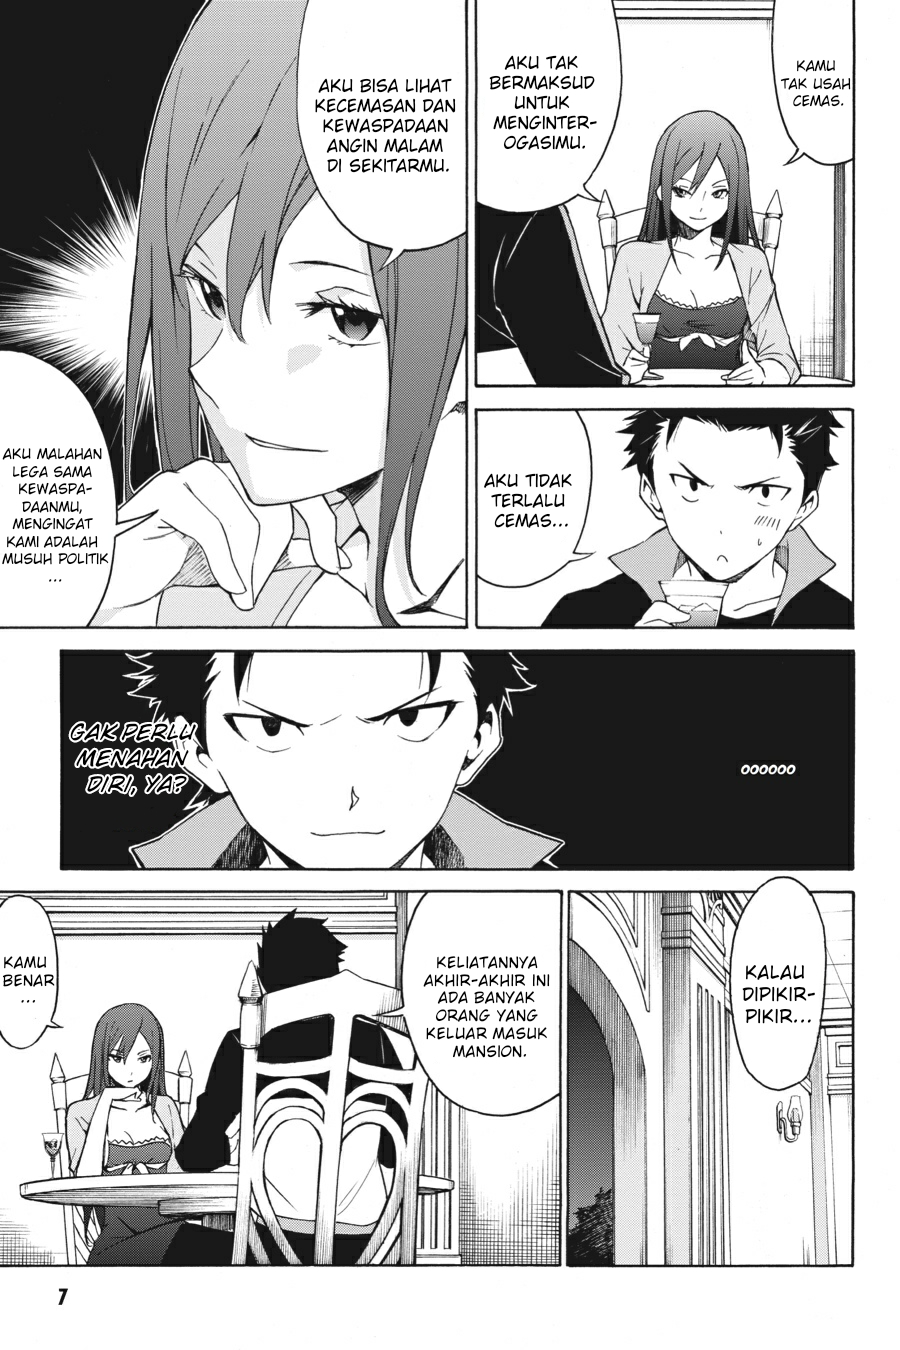 KAMU
TAK USAH
CEMAS.
AKU TAK
BERMAKSUD
UNTUK
MENGINTER-
OGASIMU.
AKU BISA LIHAT
KECEMASAN DAN
KEWASPADAAN
ANGIN MALAM
DI SEKITARMU.
AKU TIDAK
TERLALU
CEMAS...
AKU MALAHAN
LEGA SAMA
KEWASPA-
DAANMU,
MENGINGAT
KAMI ADALAH
MUSUH POLITIK
...
oooooo
GAK PERLU
MENAHAN
DIRI, YA?
KALAU
DIPIKIR-
PIKIR...
KELIATANNYA
AKHIR-AKHIR INI
ADA BANYAK
ORANG YANG
KELUAR MASUK
MANSION.
KAMU
BENAR
...
7